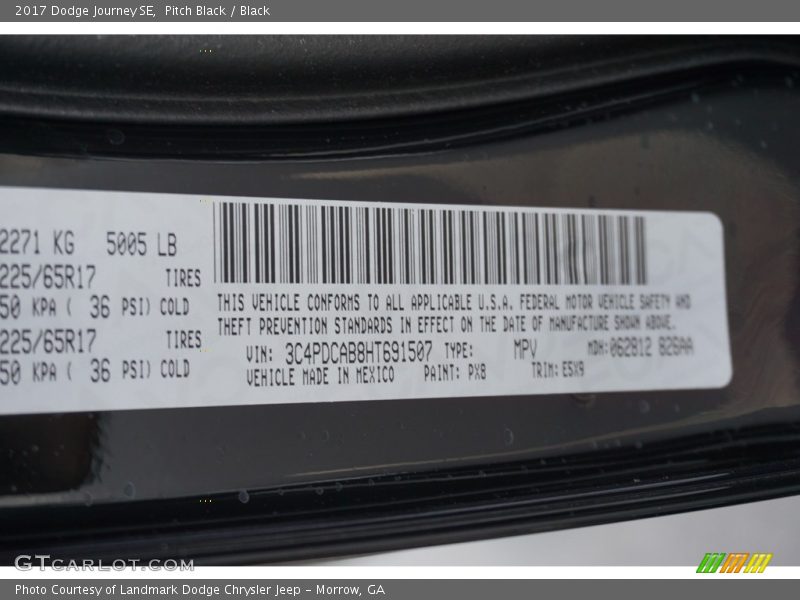 2017 Dodge Journey SE, Pitch Black / Black
2271 KG 5005 LB
225/65R17 TIRES
50 KPA ( 36 PSI) COLD
225/65R17 TIRES
50 KPA ( 36 PSI) COLD
THIS VEHICLE CONFORMS TO ALL APPLICABLE U.S.A. FEDERAL MOTOR VEHICLE SAFETY AND
THEFT PREVENTION STANDARDS IN EFFECT ON THE DATE OF MANUFACTURE SHOWN ABOVE.
VIN: 3C4PDCAB8HT691507 TYPE: MPV MDH:062812 826AA
VEHICLE MADE IN MEXICO PAINT: PX8 TRIM: E5X9
GTCARLOT.COM
Photo Courtesy of Landmark Dodge Chrysler Jeep - Morrow, GA